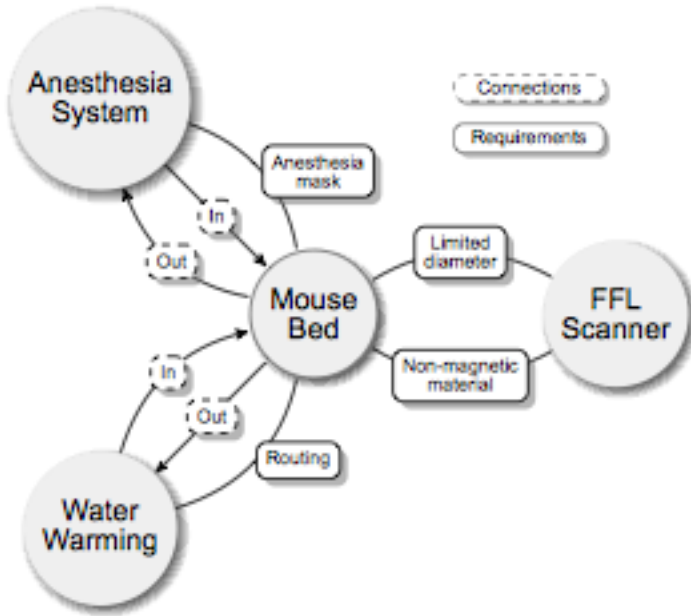 Anesthesia
System
Connections
Requirements
Anesthesia
mask
In
Out
Limited
diameter
Mouse
Bed
FFL
Scanner
Non-magnetic
material
In
Out
Routing
Water
Warming